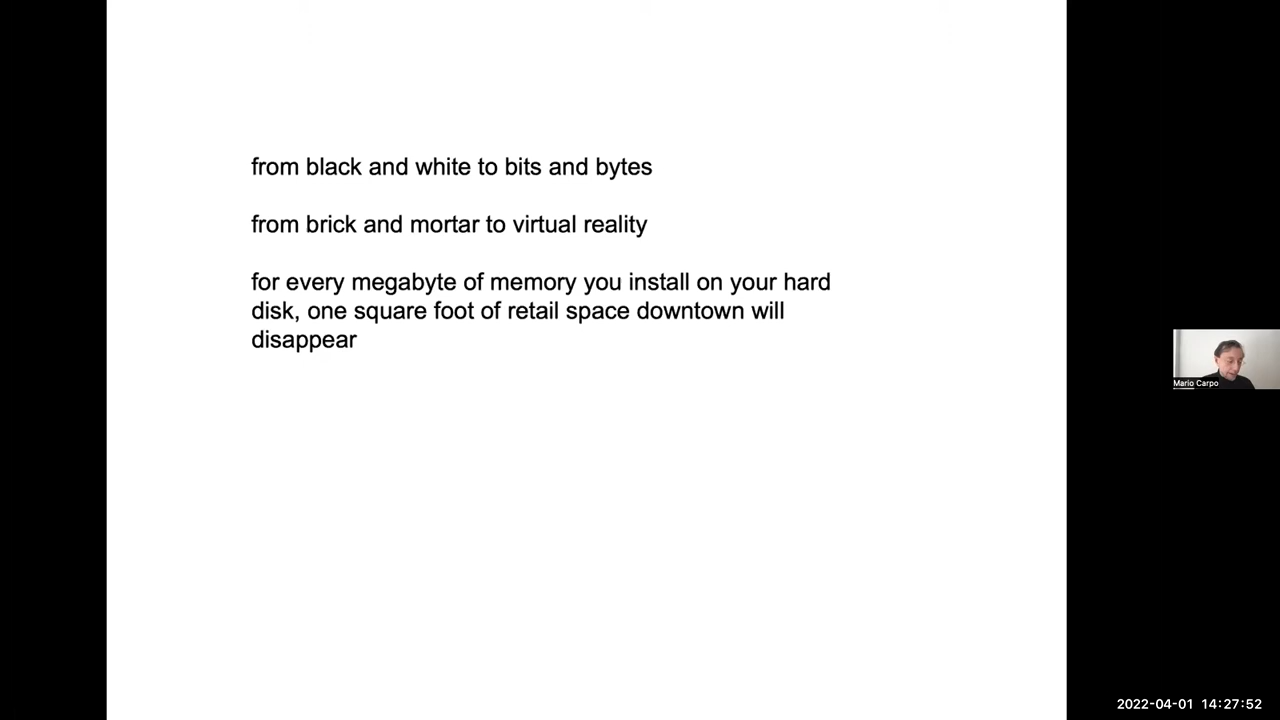 from black and white to bits and bytes
from brick and mortar to virtual reality
for every megabyte of memory you install on your hard
disk, one square foot of retail space downtown will
disappear
Mario Carpo
2022-04-01 14:27:52